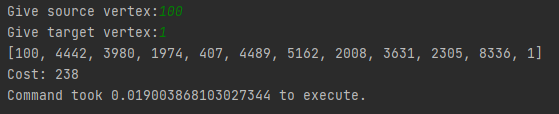 Give source vertex:100
Give target vertex:1
[100, 4442, 3980, 1974, 407, 4489, 5162, 2008, 3631, 2305, 8336, 1]
Cost: 238
Command took 0.019003868103027344 to execute.